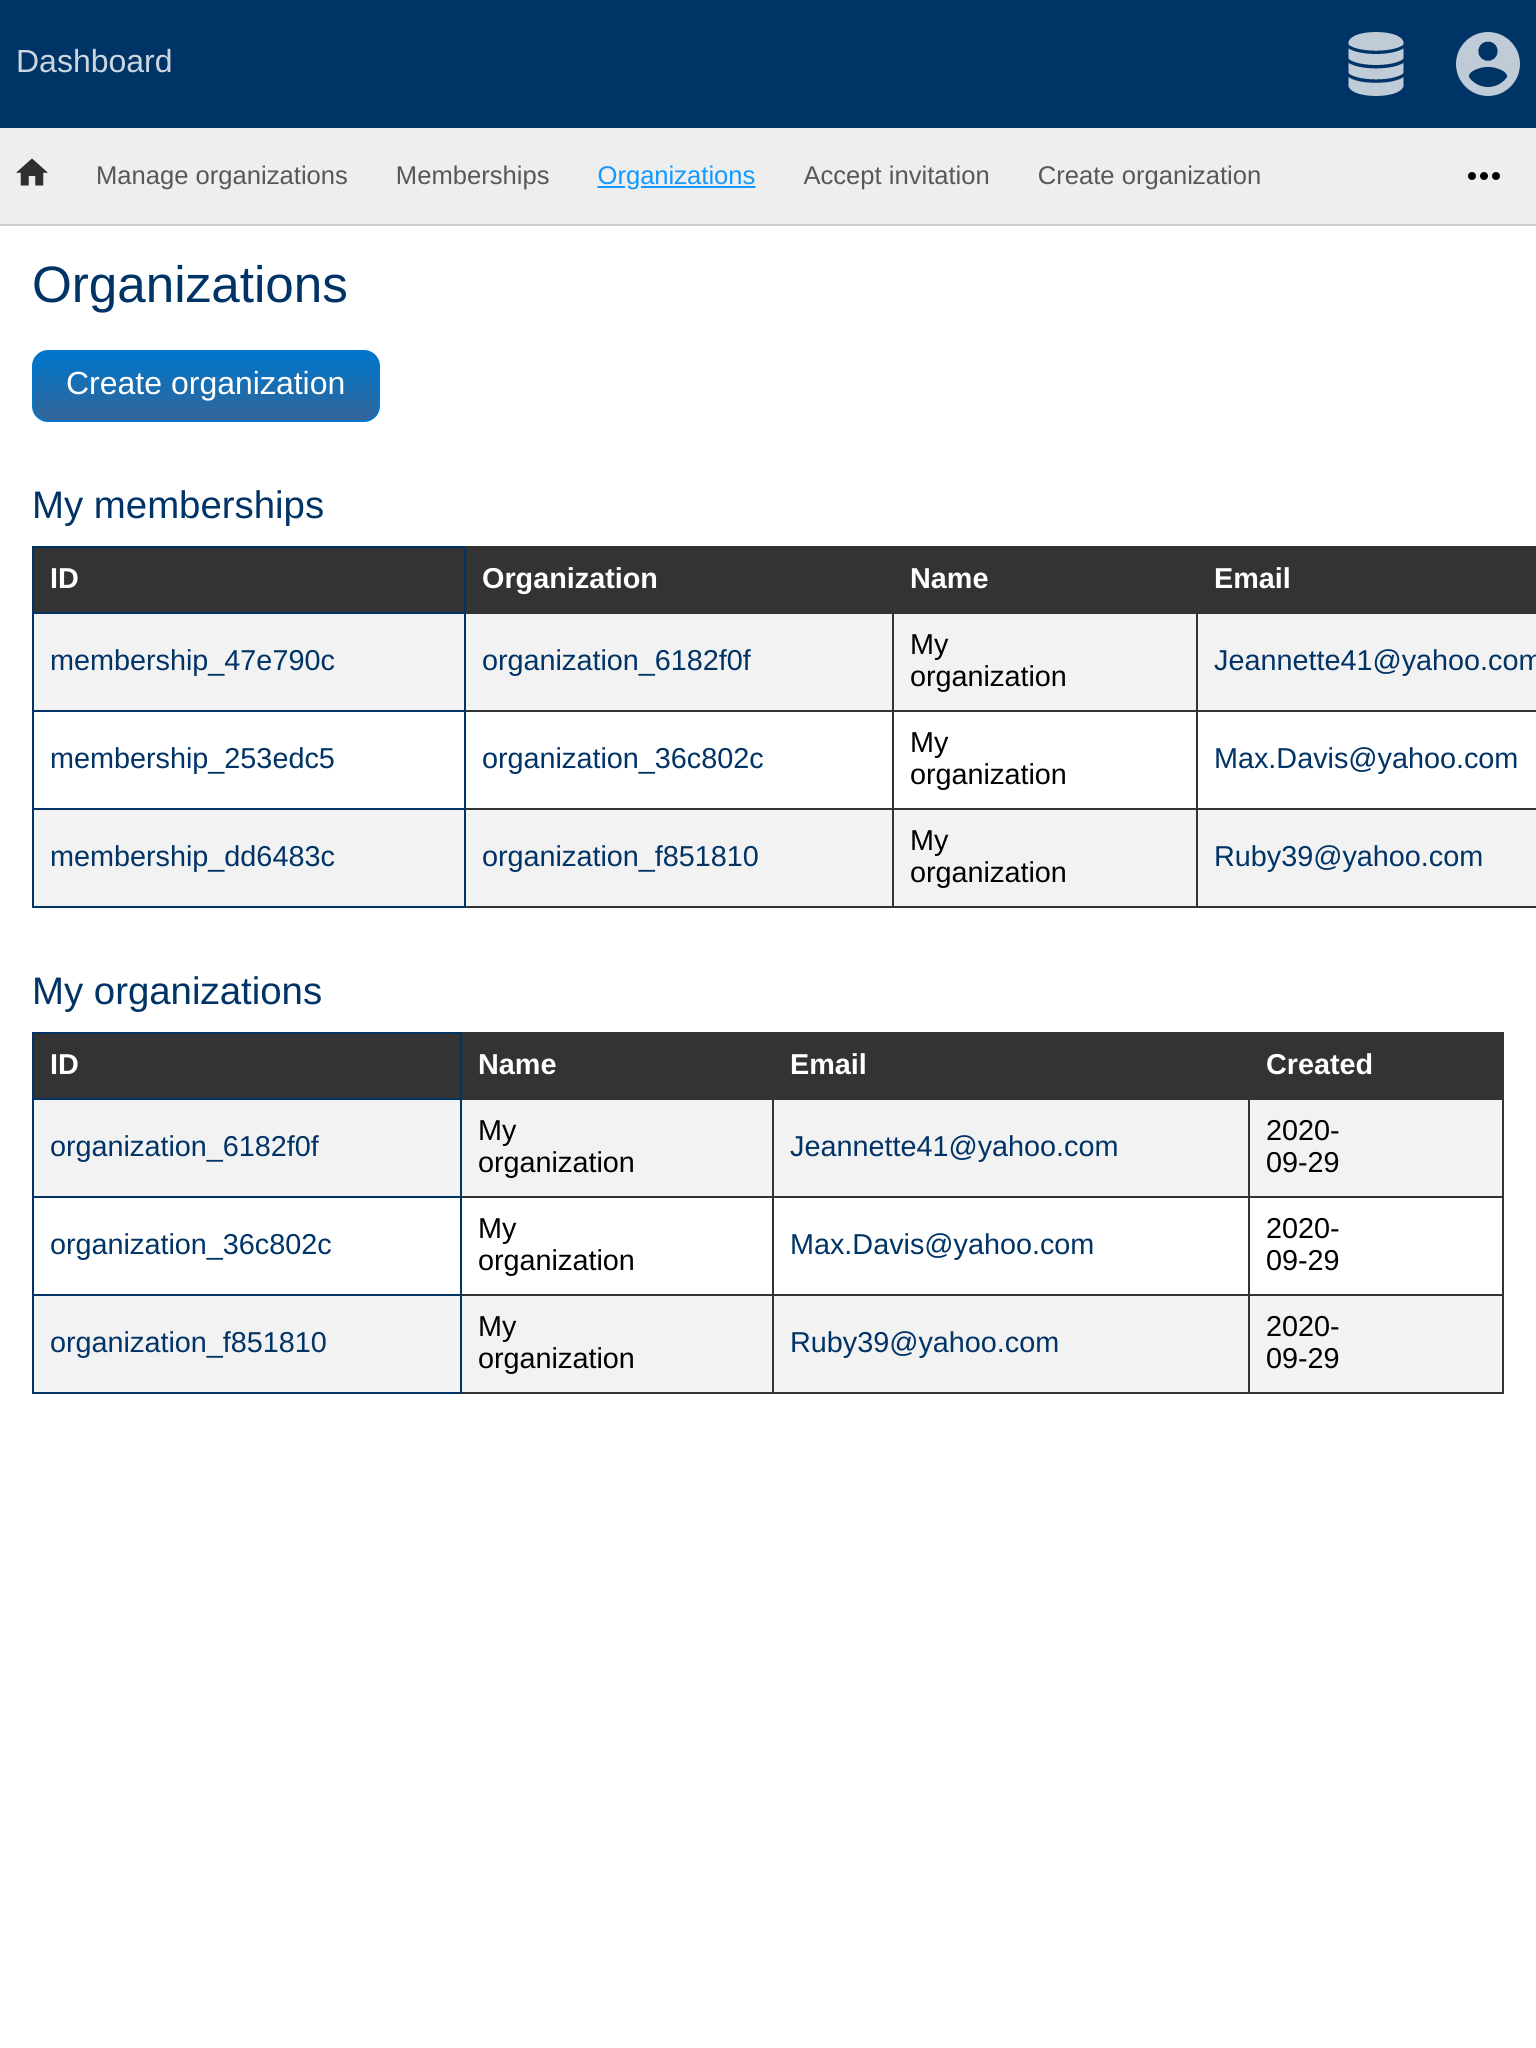 Dashboard
Manage organizations Memberships Organizations Accept invitation Create organization
Organizations
Create organization
My memberships
ID Organization Name Email
membership_47e790c organization_6182f0f My organization Jeannette41@yahoo.com
membership_253edc5 organization_36c802c My organization Max.Davis@yahoo.com
membership_dd6483c organization_f851810 My organization Ruby39@yahoo.com
My organizations
ID Name Email Created
organization_6182f0f My organization Jeannette41@yahoo.com 2020-09-29
organization_36c802c My organization Max.Davis@yahoo.com 2020-09-29
organization_f851810 My organization Ruby39@yahoo.com 2020-09-29